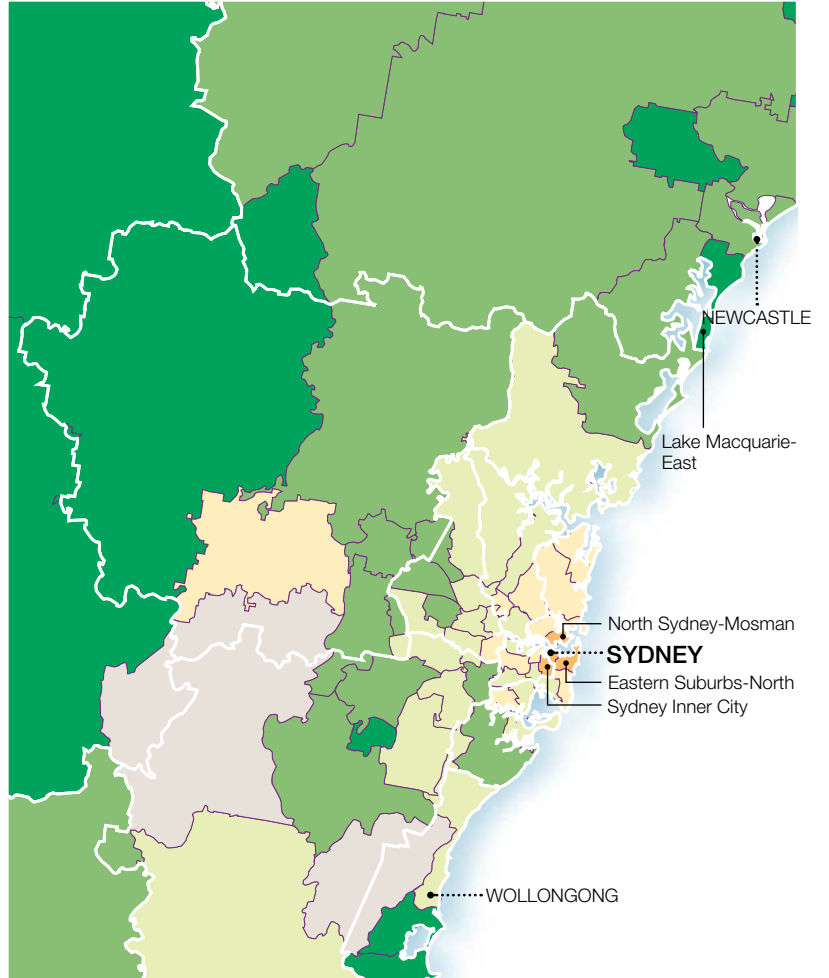 NEWCASTLE
Lake Macquarie-
East
North Sydney-Mosman
SYDNEY
Eastern Suburbs-North
Sydney Inner City
WOLLONGONG